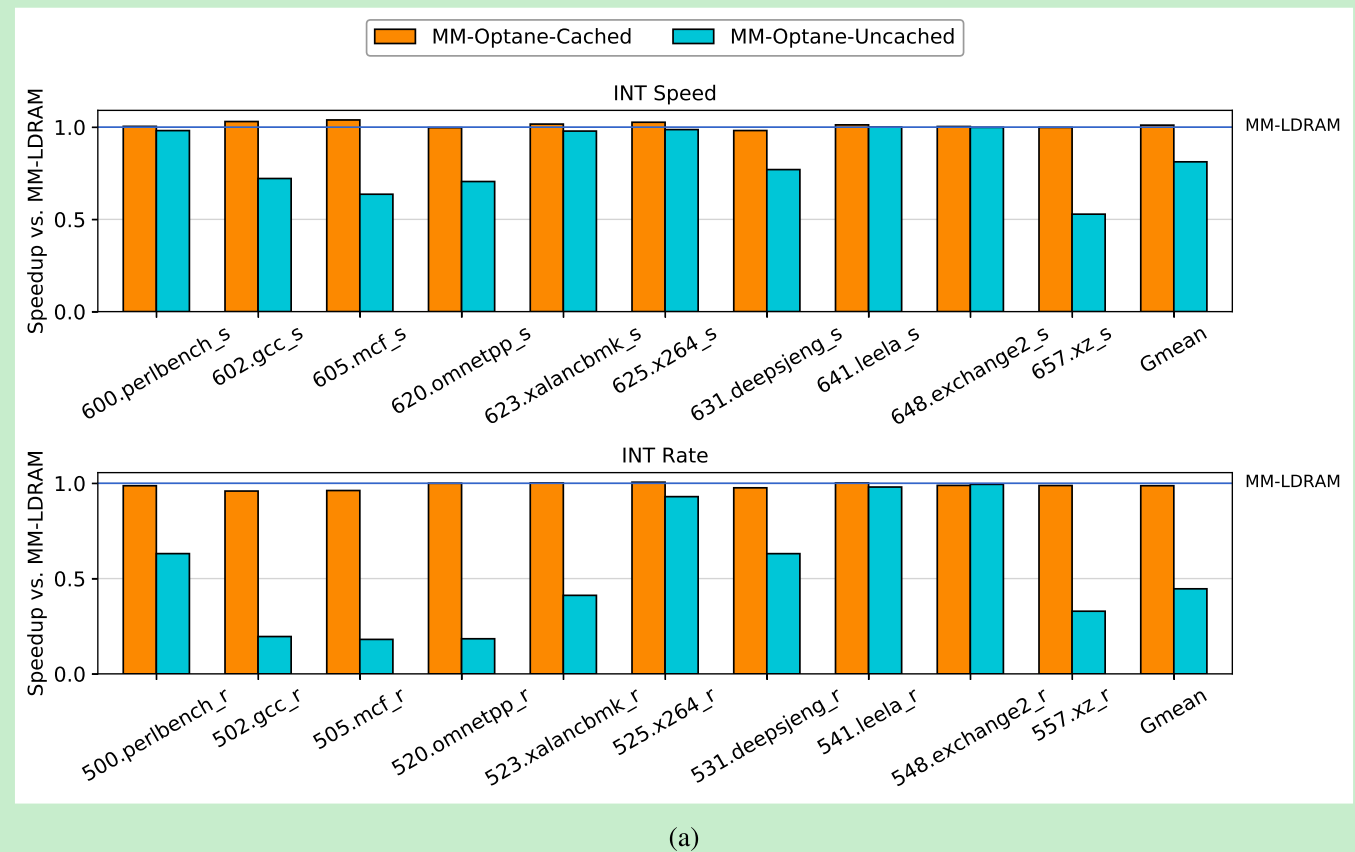 MM-Optane-Cached MM-Optane-Uncached
INT Speed
Speedup vs. MM-LDRAM
1.0
0.5
0.0
MM-LDRAM
600.perlbench_s 602.gcc_s 605.mcf_s 620.omnetpp_s 623.xalancbmk_s 625.x264_s 631.deepsjeng_s 641.leela_s 648.exchange2_s 657.xz_s Gmean
INT Rate
Speedup vs. MM-LDRAM
1.0
0.5
0.0
MM-LDRAM
500.perlbench_r 502.gcc_r 505.mcf_r 520.omnetpp_r 523.xalancbmk_r 525.x264_r 531.deepsjeng_r 541.leela_r 548.exchange2_r 557.xz_r Gmean
(a)